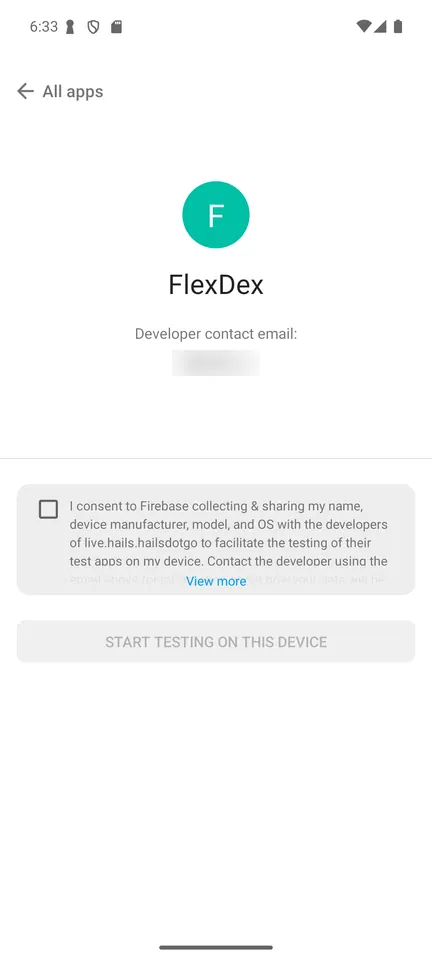 6:33
All apps
F
FlexDex
Developer contact email:
I consent to Firebase collecting & sharing my name,
device manufacturer, model, and OS with the developers
of live.hails.hailsdotgo to facilitate the testing of their
test apps on my device. Contact the developer using the
View more
START TESTING ON THIS DEVICE